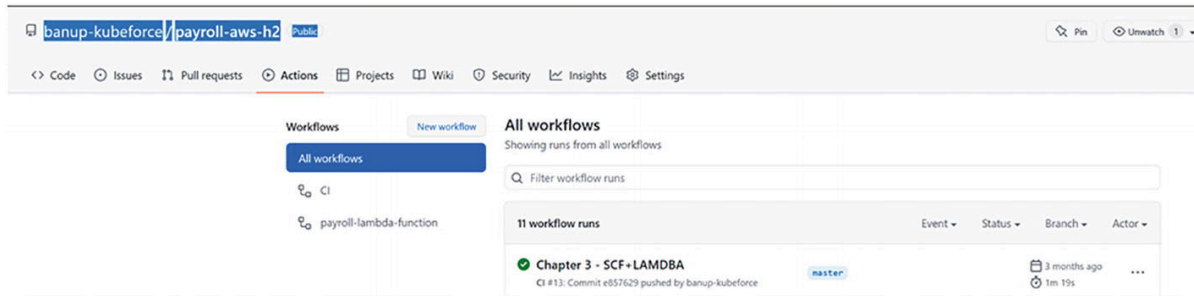 banup-kubeforce/payroll-aws-h2 Public Pin Unwatch 1
Code Issues Pull requests Actions Projects Wiki Security Insights Settings
Workflows New workflow
All workflows
CI
payroll-lambda-function
All workflows
Showing runs from all workflows
Filter workflow runs
11 workflow runs Event Status Branch Actor
Chapter 3 - SCF+LAMDBA master 3 months ago
CI #13: Commit e857629 pushed by banup-kubeforce 1m 19s